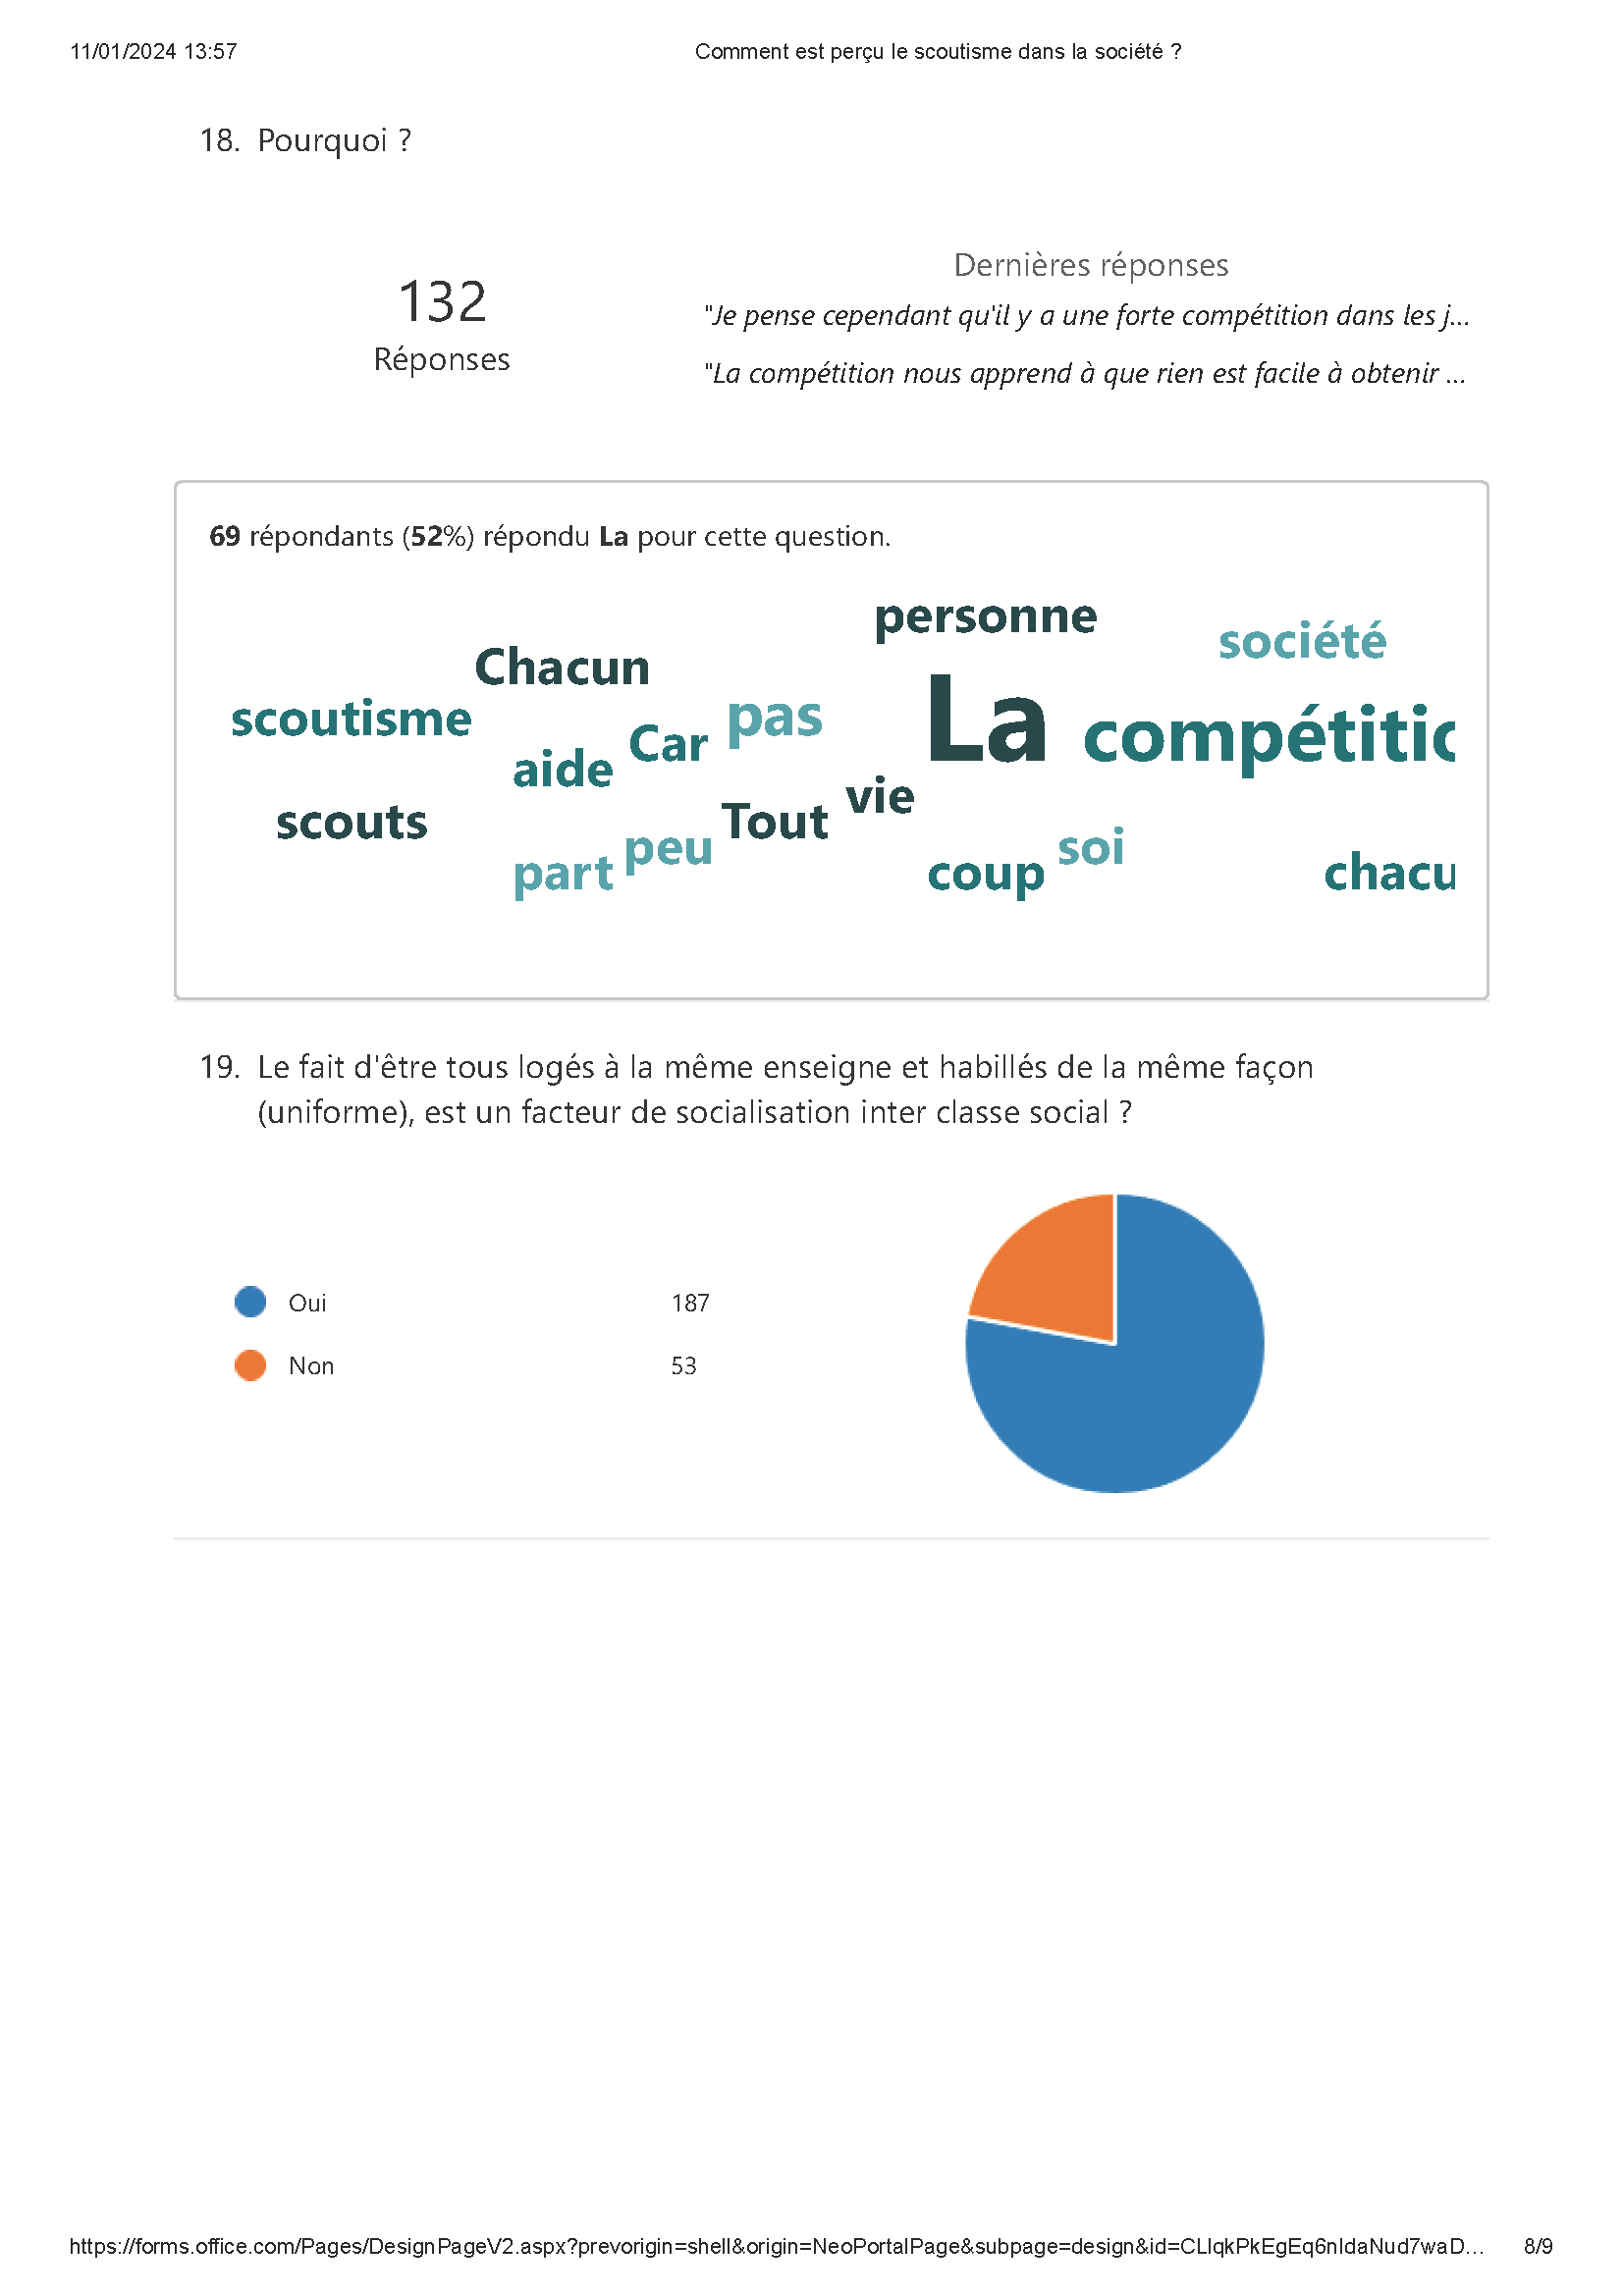 11/01/2024 13:57
Comment est perçu le scoutisme dans la société ?
18. Pourquoi ?
132
Réponses
Dernières réponses
"Je pense cependant qu'il y a une forte compétition dans les j...
"La compétition nous apprend à que rien est facile à obtenir ...
69 répondants (52%) répondu La pour cette question.
personne
société
Chacun
scoutisme
pas
La
compétitic
Car
aide
vie
scouts
Tout
peu
soi
part
coup
chacu
19. Le fait d'être tous logés à la même enseigne et habillés de la même façon
(uniforme), est un facteur de socialisation inter classe social ?
Oui 187
Non 53
https://forms.office.com/Pages/DesignPageV2.aspx?prevorigin=shell&origin=NeoPortalPage&subpage=design&id=CLIqkPkEgEq6nIdaNud7waD...
8/9